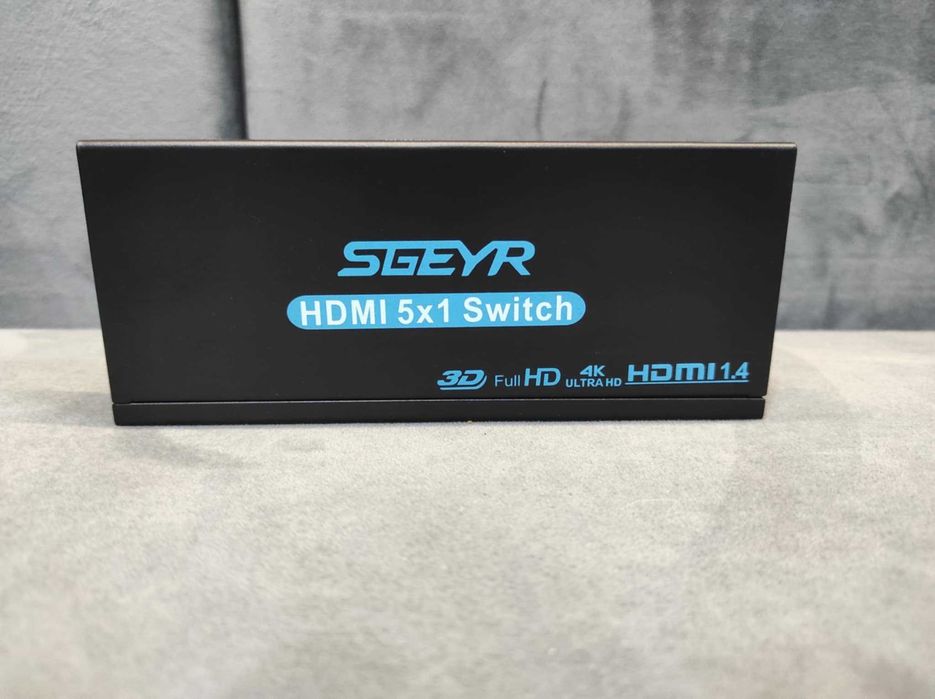 SGEYR
HDMI 5x1 Switch
3D Full HD 4K ULTRA HD HDMI 1.4